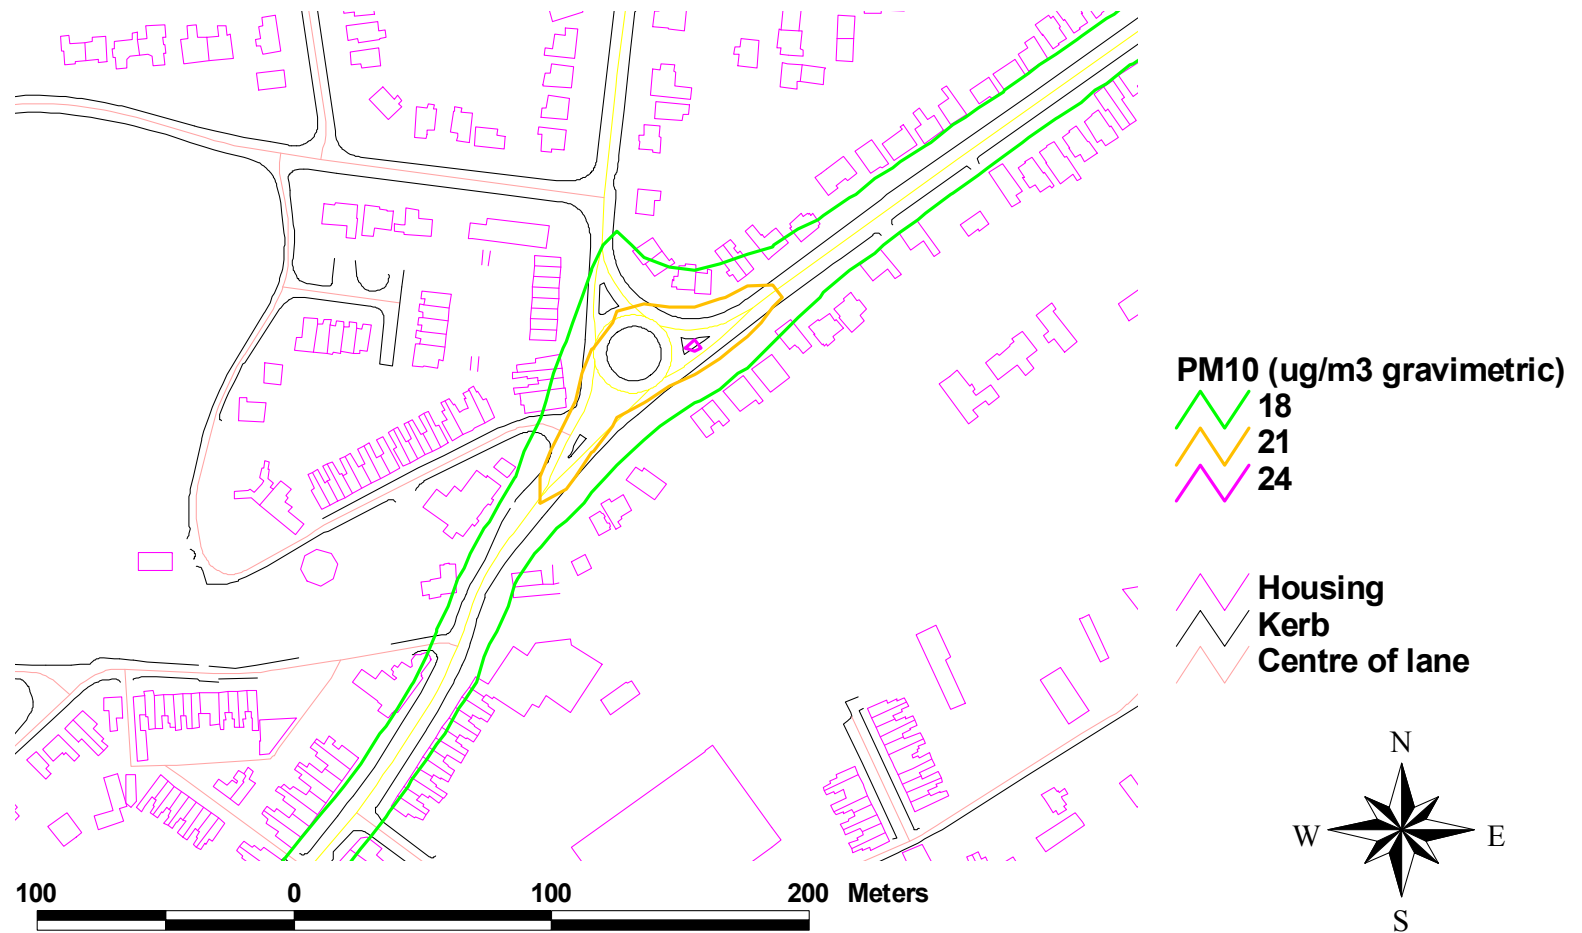 PM10 (ug/m3 gravimetric)
18
21
24
Housing
Kerb
Centre of lane
N
W E
S
100 0 100 200 Meters